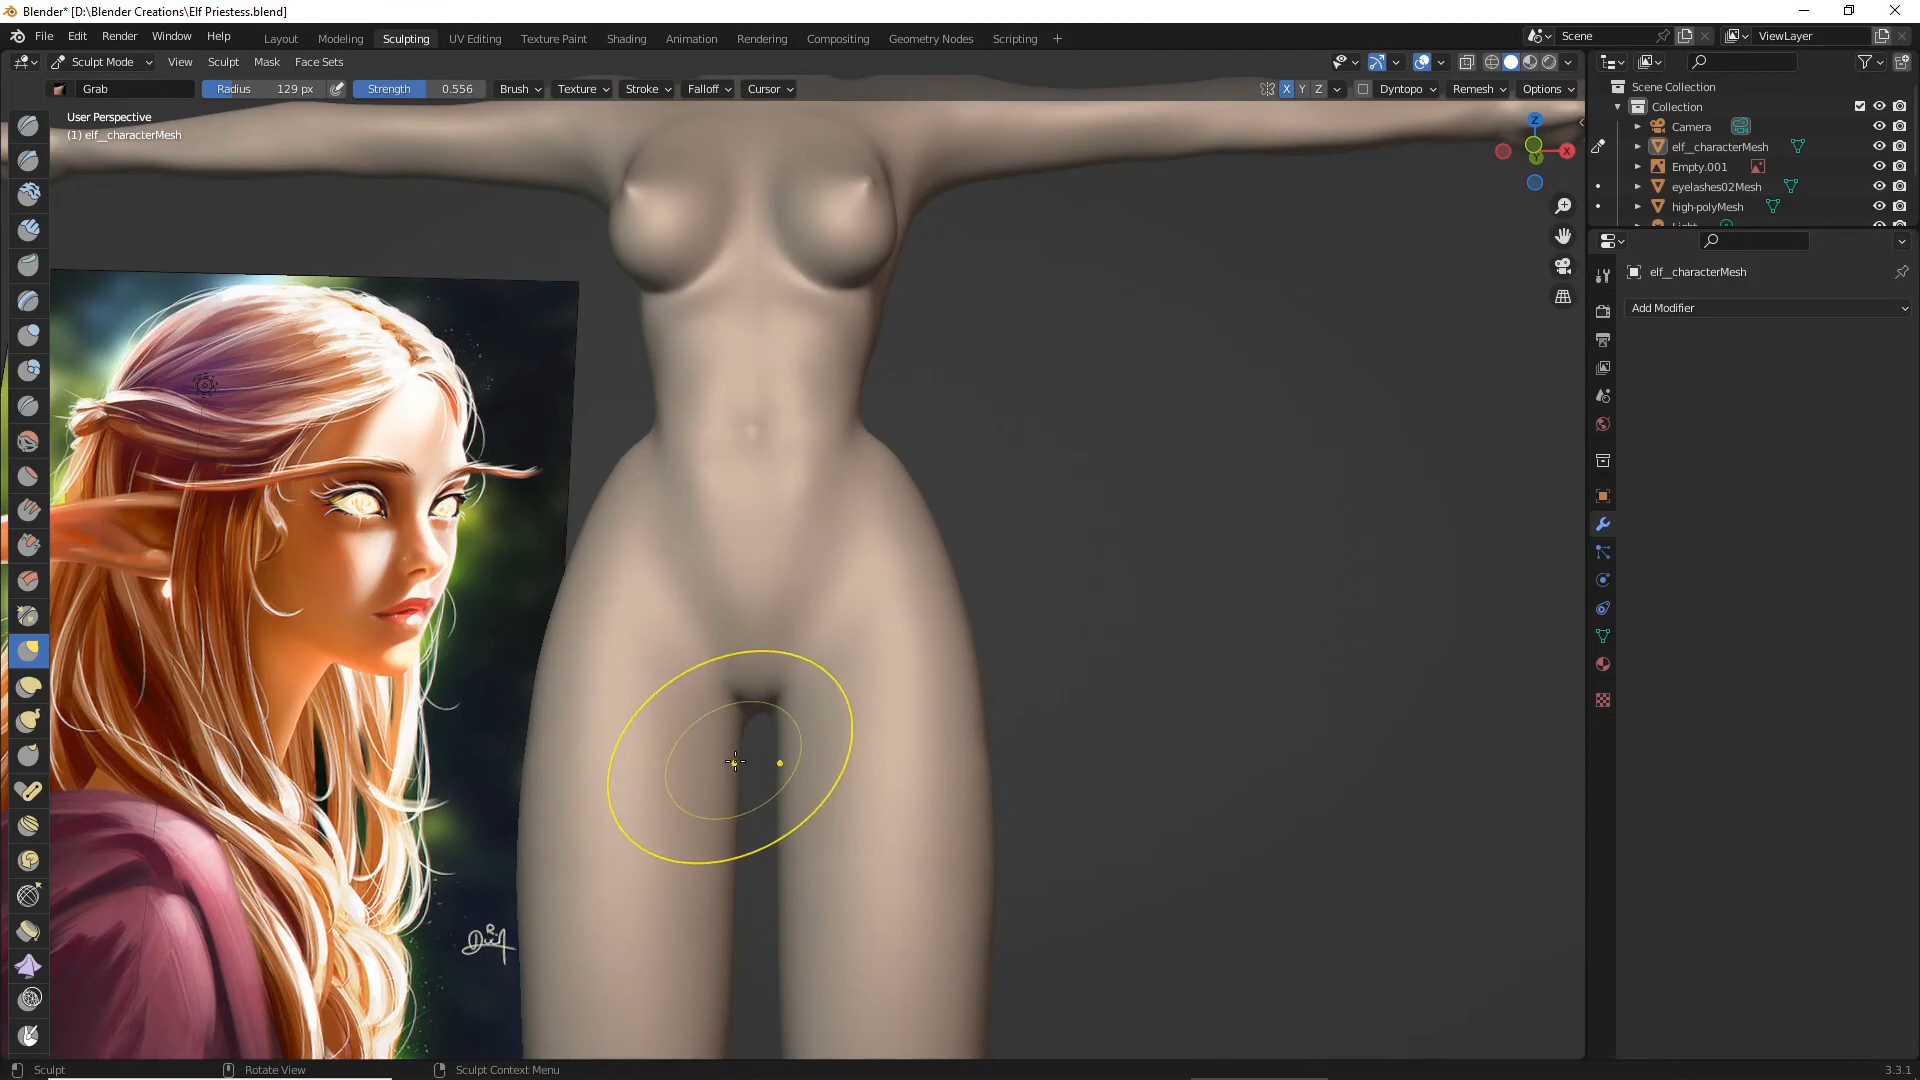 Blender* [D:\Blender Creations\Elf Priestess.blend]
File Edit Render Window Help
Layout Modeling Sculpting UV Editing Texture Paint Shading Animation Rendering Compositing Geometry Nodes Scripting +
Scene
ViewLayer
Sculpt Mode View Sculpt Mask Face Sets
Grab Radius 129 px Strength 0.556 Brush Texture Stroke Falloff Cursor X Y Z Dyntopo Remesh Options
User Perspective
(1) elf__characterMesh
Z
X
Y
Scene Collection
Collection
Camera
elf__characterMesh
Empty.001
eyelashes02Mesh
high-polyMesh
elf__characterMesh
Add Modifier
Sculpt Rotate View Sculpt Context Menu 3.3.1